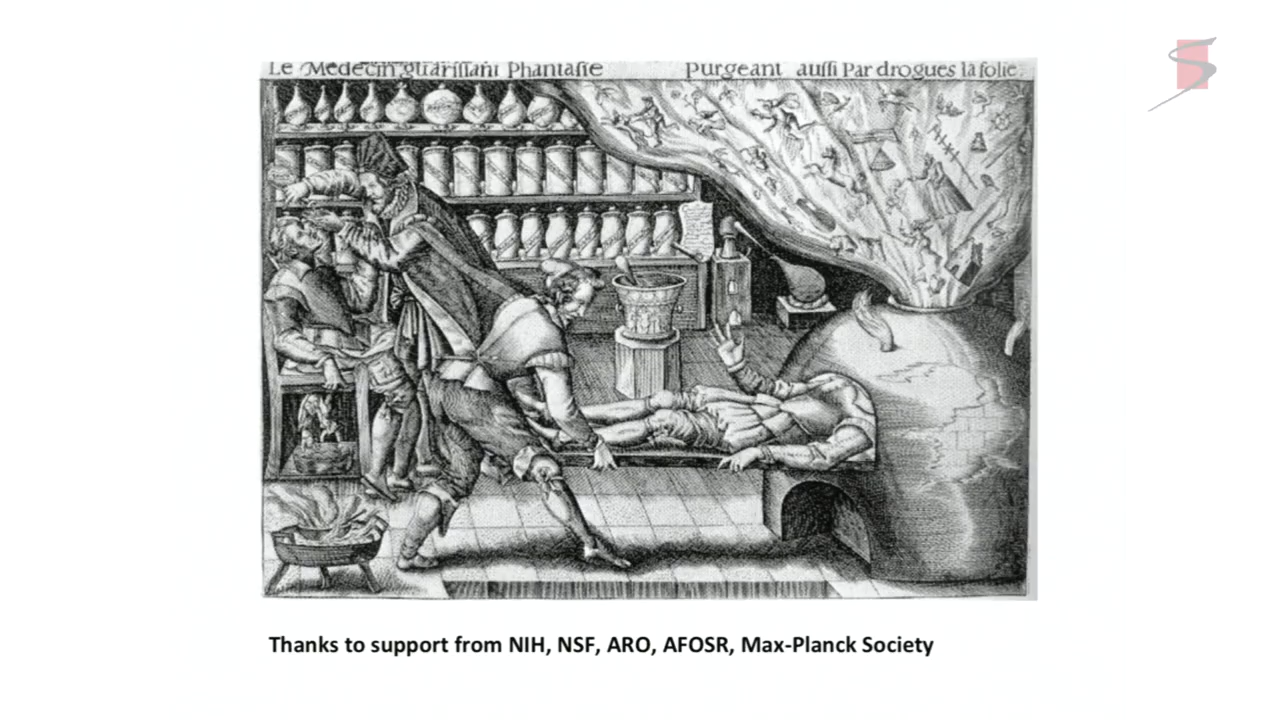 Le Medecin guarissant Phantasie Purgeant aussi Par drogues la folie.
Thanks to support from NIH, NSF, ARO, AFOSR, Max-Planck Society